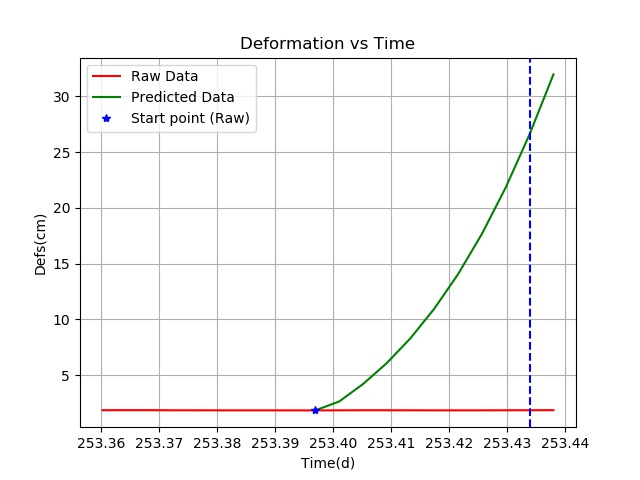 Deformation vs Time
Raw Data
Predicted Data
Start point (Raw)
30
25
20
15
10
5
Defs(cm)
253.36 253.37 253.38 253.39 253.40 253.41 253.42 253.43 253.44
Time(d)